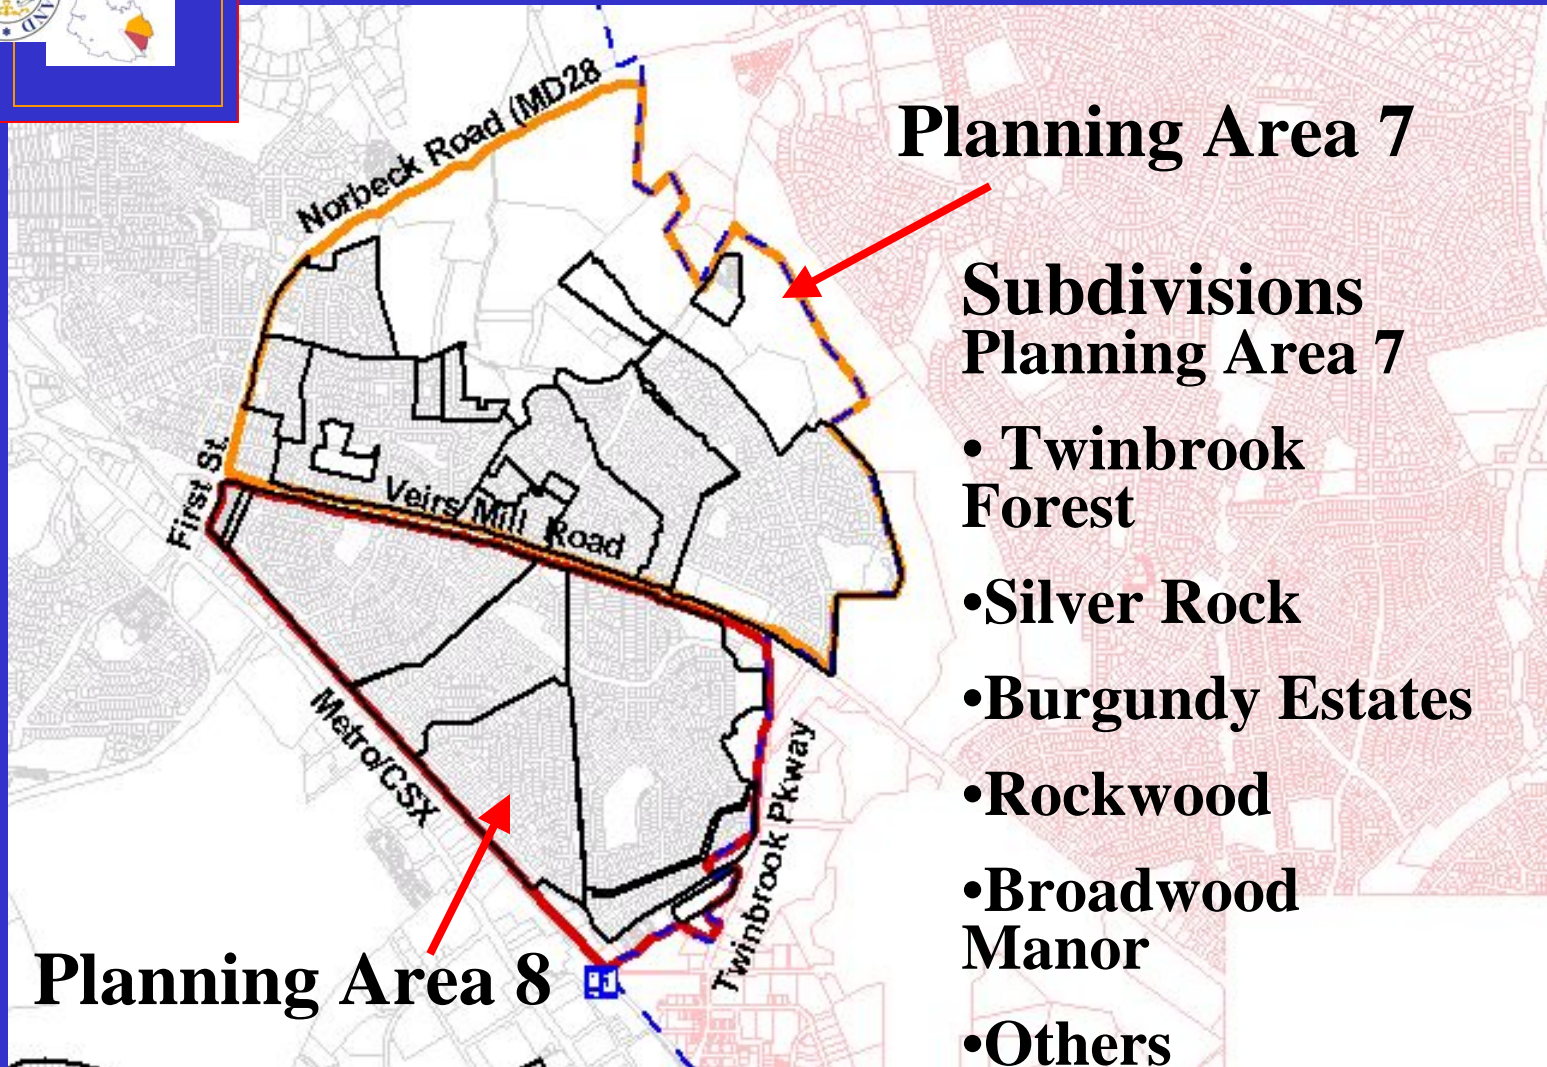 AND
Norbeck Road (MD28
Planning Area 7
Subdivisions
Planning Area 7
• Twinbrook
Forest
•Silver Rock
•Burgundy Estates
•Rockwood
•Broadwood
Manor
•Others
First St.
Veirs Mill Road
Metro/CSX
Twinbrook Pkway
Planning Area 8